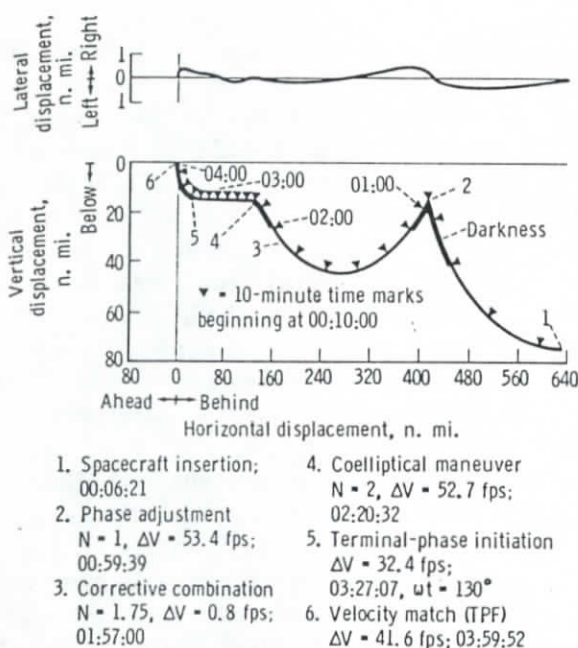 Lateral
displacement,
n. mi.
Left ↔ Right
1
0
1
Vertical
displacement,
n. mi.
Below →
0
20
40
60
80
6
04:00
03:00
5
4
3
02:00
01:00
2
Darkness
1
▼ - 10-minute time marks
beginning at 00:10:00
80 0 80 160 240 320 400 480 560 640
Ahead ↔ Behind
Horizontal displacement, n. mi.
1. Spacecraft insertion;
00:06:21
2. Phase adjustment
N = 1, ΔV = 53.4 fps;
00:59:39
3. Corrective combination
N = 1.75, ΔV = 0.8 fps;
01:57:00
4. Coelliptical maneuver
N = 2, ΔV = 52.7 fps;
02:20:32
5. Terminal-phase initiation
ΔV = 32.4 fps;
03:27:07, ωt = 130°
6. Velocity match (TPF)
ΔV = 41.6 fps; 03:59:52